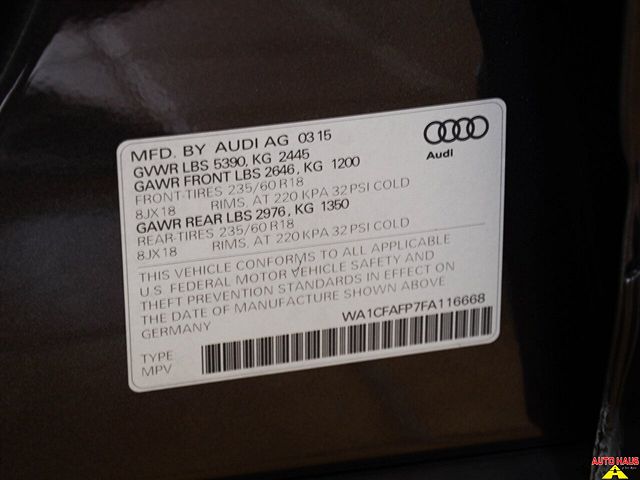 MFD. BY AUDI AG 03 15
GVWR LBS 5390, KG 2445
GAWR FRONT LBS 2646, KG 1200
FRONT-TIRES 235/60 R18
8JX18 RIMS, AT 220 KPA 32 PSI COLD
GAWR REAR LBS 2976, KG 1350
REAR-TIRES 235/60 R18
8JX18 RIMS, AT 220 KPA 32 PSI COLD
Audi
THIS VEHICLE CONFORMS TO ALL APPLICABLE
U.S. FEDERAL MOTOR VEHICLE SAFETY AND
THEFT PREVENTION STANDARDS IN EFFECT ON
THE DATE OF MANUFACTURE SHOWN ABOVE
GERMANY
WA1CFAFP7FA116668
TYPE
MPV
AUTO HAUS